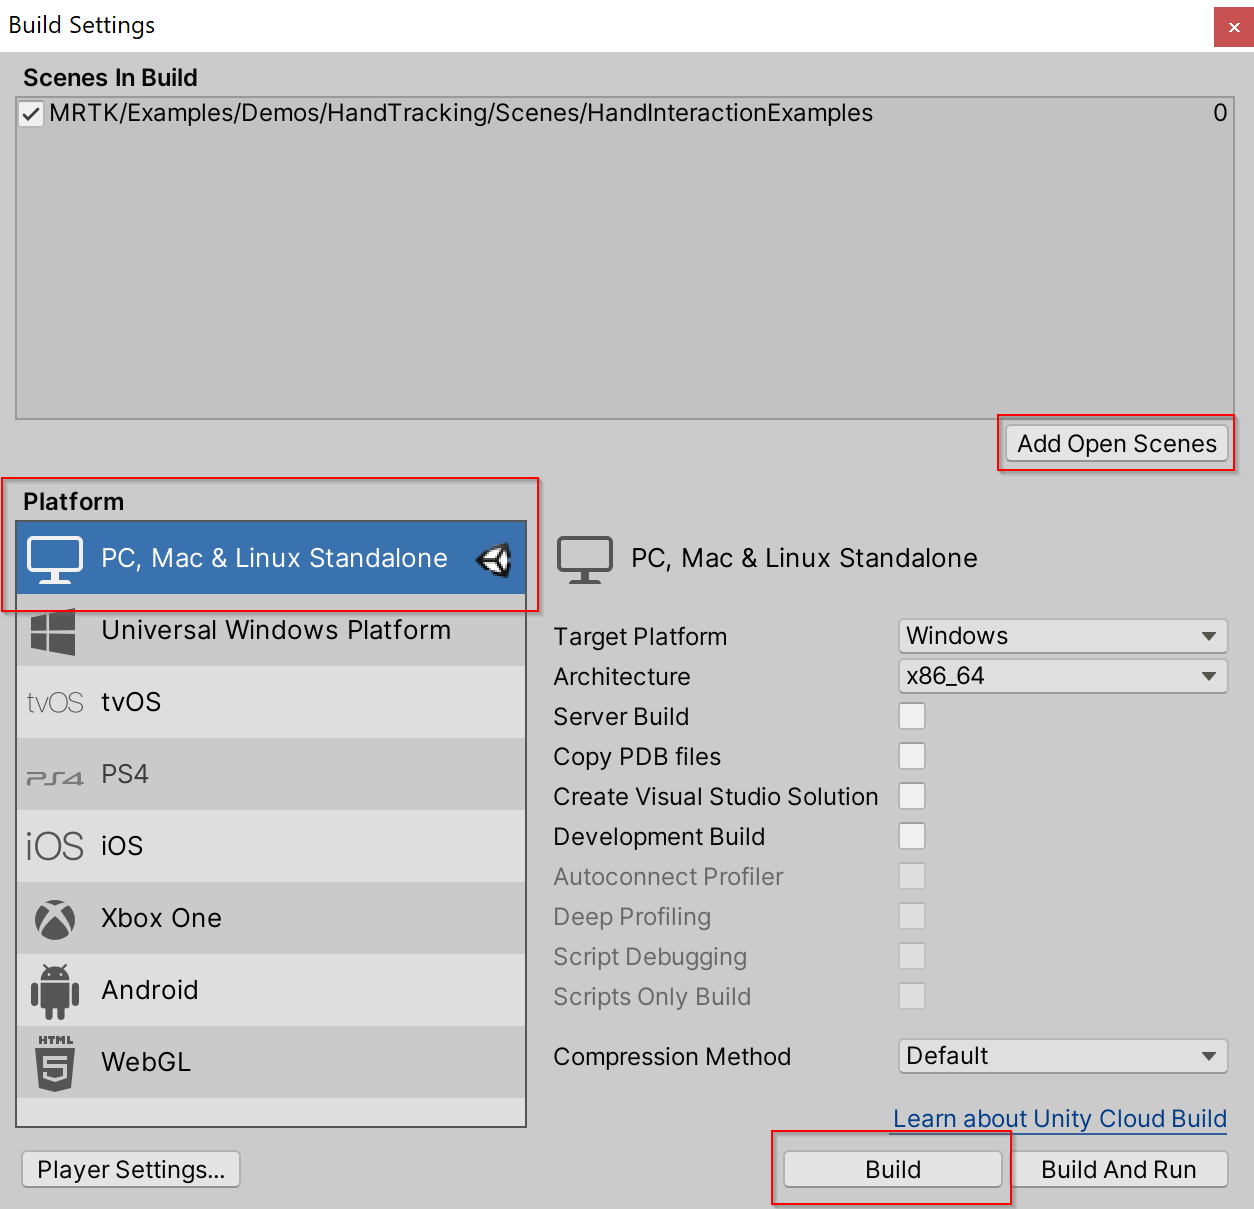 Build Settings
Scenes In Build
MRTK/Examples/Demos/HandTracking/Scenes/HandInteractionExamples 0
Add Open Scenes
Platform
PC, Mac & Linux Standalone
Universal Windows Platform
tvOS tvOS
PS4 PS4
iOS iOS
Xbox One
Android
HTML 5 WebGL
PC, Mac & Linux Standalone
Target Platform Windows
Architecture x86_64
Server Build
Copy PDB files
Create Visual Studio Solution
Development Build
Autoconnect Profiler
Deep Profiling
Script Debugging
Scripts Only Build
Compression Method Default
Learn about Unity Cloud Build
Player Settings... Build Build And Run